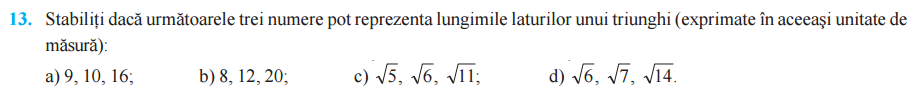 13. Stabiliți dacă următoarele trei numere pot reprezenta lungimile laturilor unui triunghi (exprimate în aceeași unitate de
măsură):
a) 9, 10, 16; b) 8, 12, 20; c) √5, √6, √11; d) √6, √7, √14.